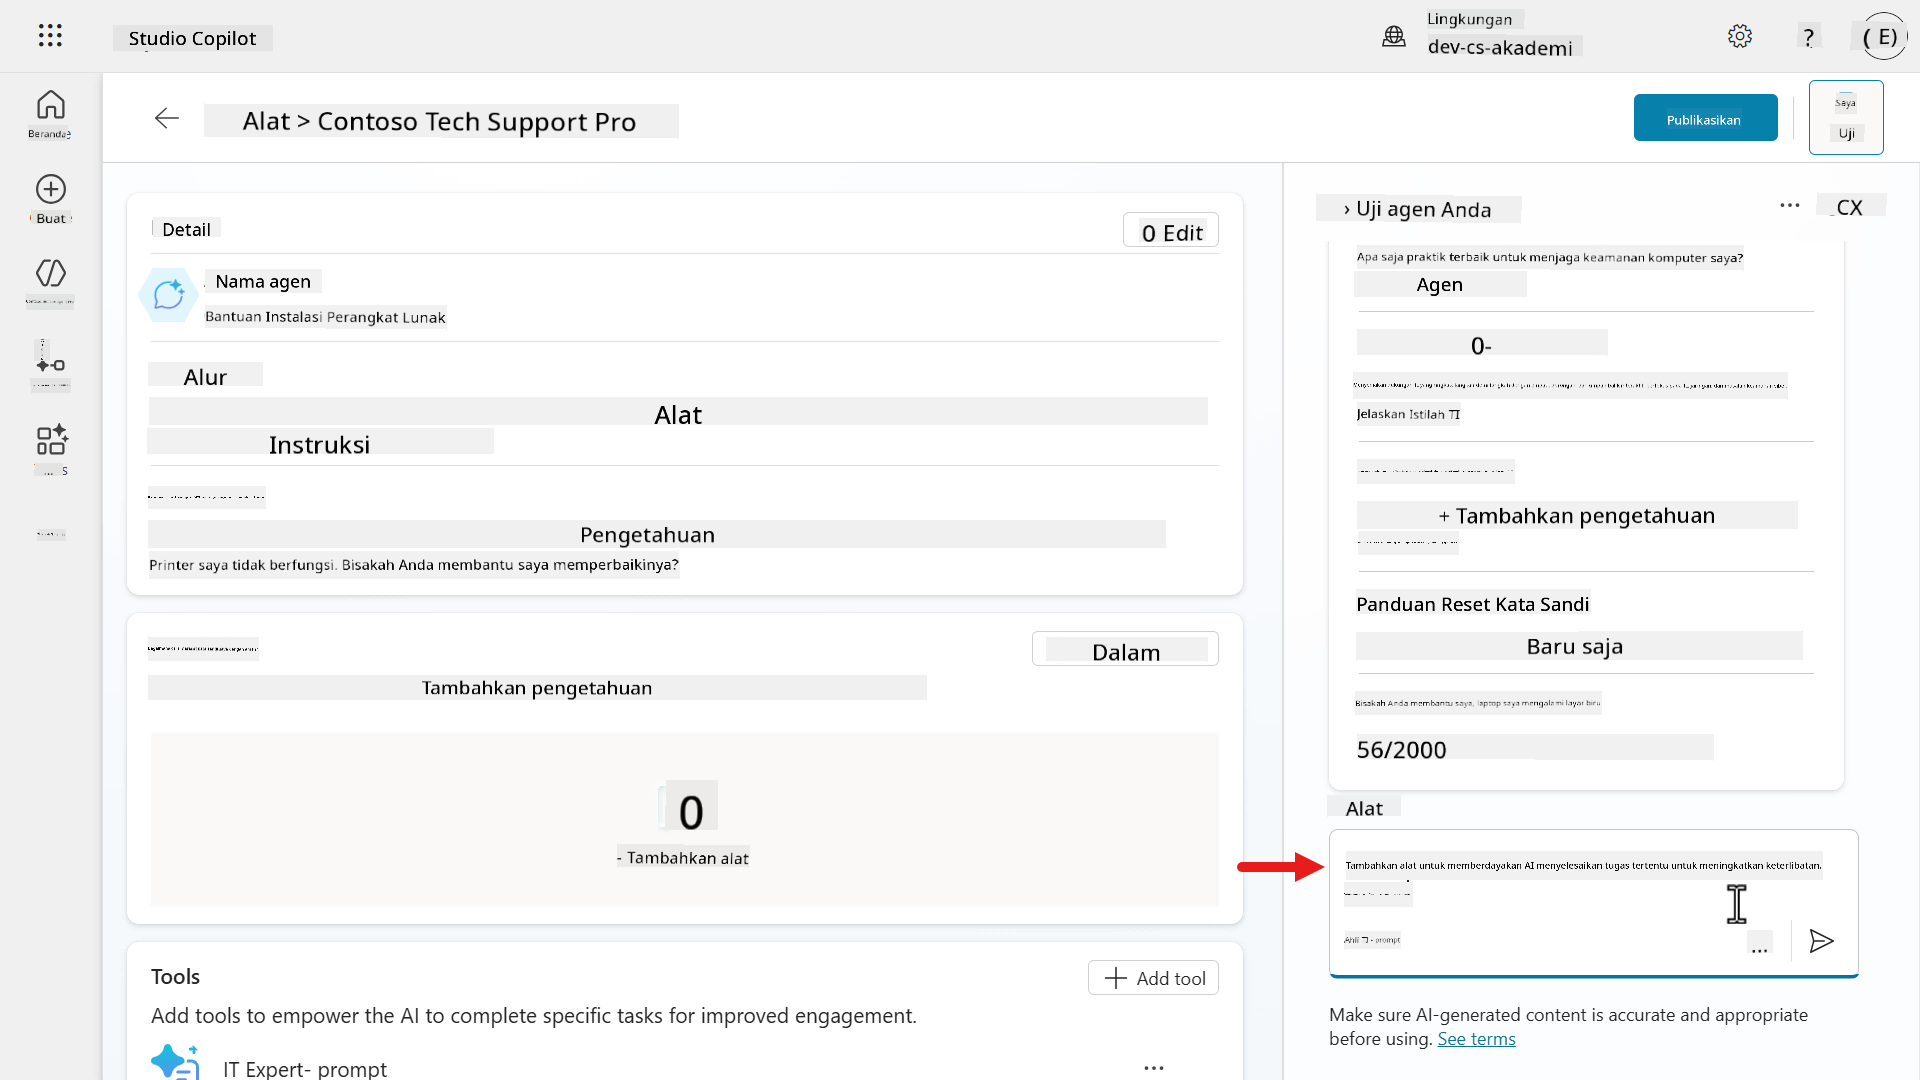 Studio Copilot
Lingkungan
dev-cs-akademi
?
( E)
Beranda
Buat
Alat > Contoso Tech Support Pro
Publikasikan
Saya
Uji
Detail
0 Edit
Nama agen
Bantuan Instalasi Perangkat Lunak
Alur
Alat
Instruksi
Pengetahuan
Printer saya tidak berfungsi. Bisakah Anda membantu saya memperbaikinya?
Dalam
Tambahkan pengetahuan
0
- Tambahkan alat
Tools
Add tool
Add tools to empower the AI to complete specific tasks for improved engagement.
IT Expert- prompt
...
› Uji agen Anda
...
CX
Apa saja praktik terbaik untuk menjaga keamanan komputer saya?
Agen
0-
Jelaskan Istilah TI
+ Tambahkan pengetahuan
Panduan Reset Kata Sandi
Baru saja
Bisakah Anda membantu saya, laptop saya mengalami layar biru
56/2000
Alat
Tambahkan alat untuk memberdayakan AI menyelesaikan tugas tertentu untuk meningkatkan keterlibatan.
Ahli TI - prompt
...
Make sure AI-generated content is accurate and appropriate
before using. See terms